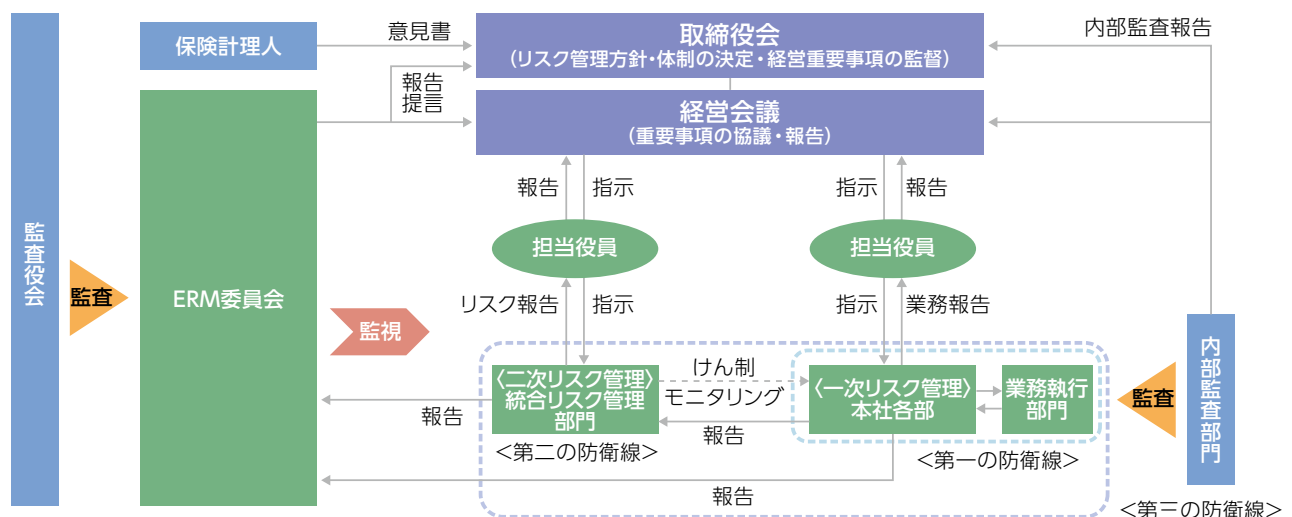 保険計理人
意見書
取締役会
（リスク管理方針・体制の決定・経営重要事項の監督）
内部監査報告
報告
提言
経営会議
（重要事項の協議・報告）
報告
指示
指示
報告
監査役会
担当役員
担当役員
監査
ERM委員会
リスク報告
指示
指示
業務報告
監視
内部監査部門
けん制
モニタリング
〈二次リスク管理〉
統合リスク管理
部門
〈一次リスク管理〉
本社各部
業務執行
部門
監査
報告
報告
＜第二の防衛線＞
＜第一の防衛線＞
報告
＜第三の防衛線＞